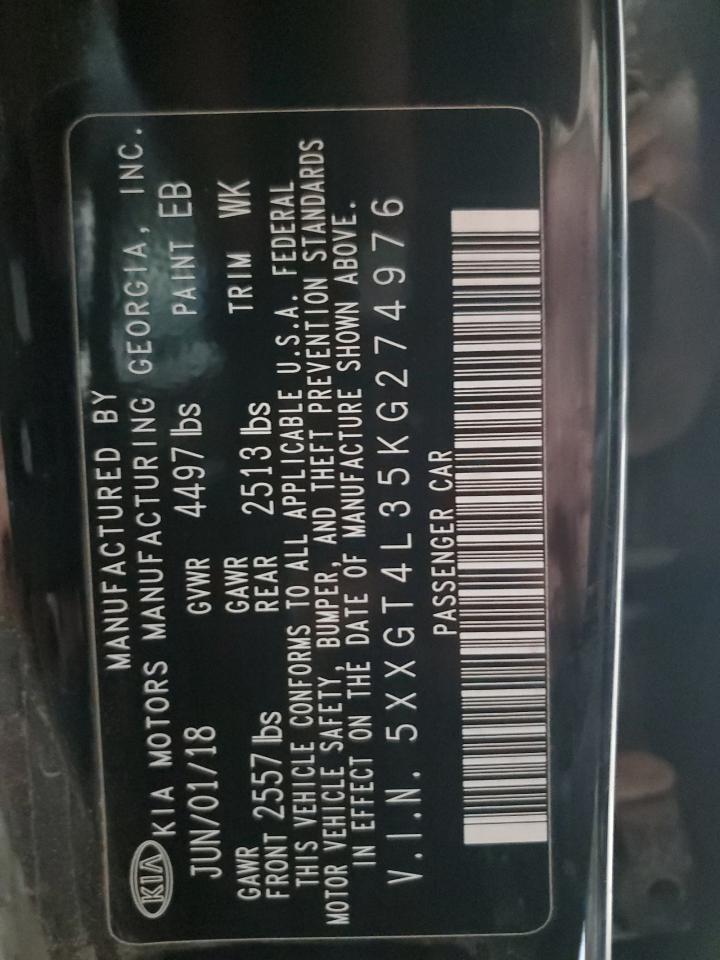 KIA
MANUFACTURED BY
KIA MOTORS MANUFACTURING GEORGIA, INC.
JUN/01/18 GVWR 4497 lbs PAINT EB
GAWR FRONT 2557 lbs GAWR REAR 2513 lbs TRIM WK
THIS VEHICLE CONFORMS TO ALL APPLICABLE U.S.A. FEDERAL
MOTOR VEHICLE SAFETY, BUMPER, AND THEFT PREVENTION STANDARDS
IN EFFECT ON THE DATE OF MANUFACTURE SHOWN ABOVE.
V.I.N. 5XXGT4L35KG274976
PASSENGER CAR